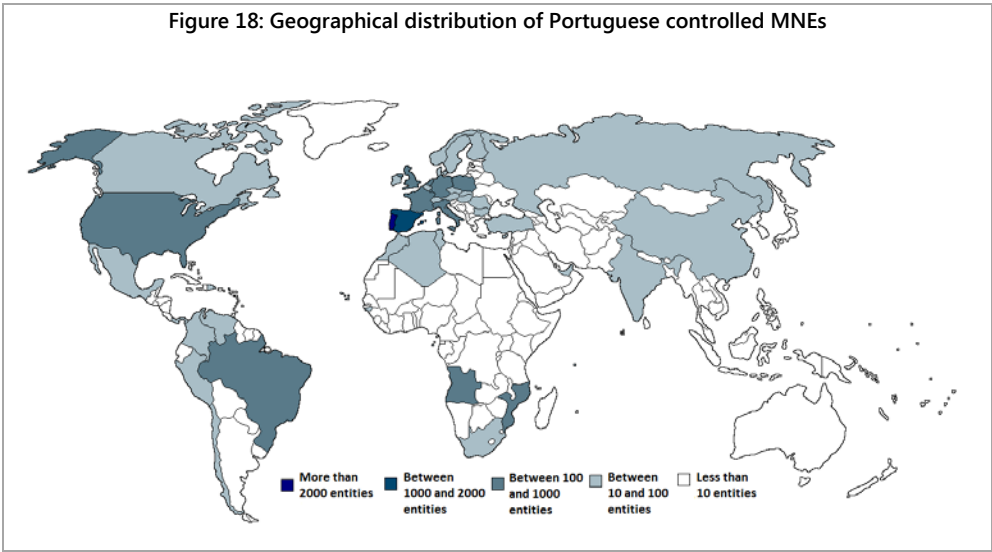 Figure 18: Geographical distribution of Portuguese controlled MNEs
More than
2000 entities
Between
1000 and 2000
entities
Between 100
and 1000
entities
Between
10 and 100
entities
Less than
10 entities